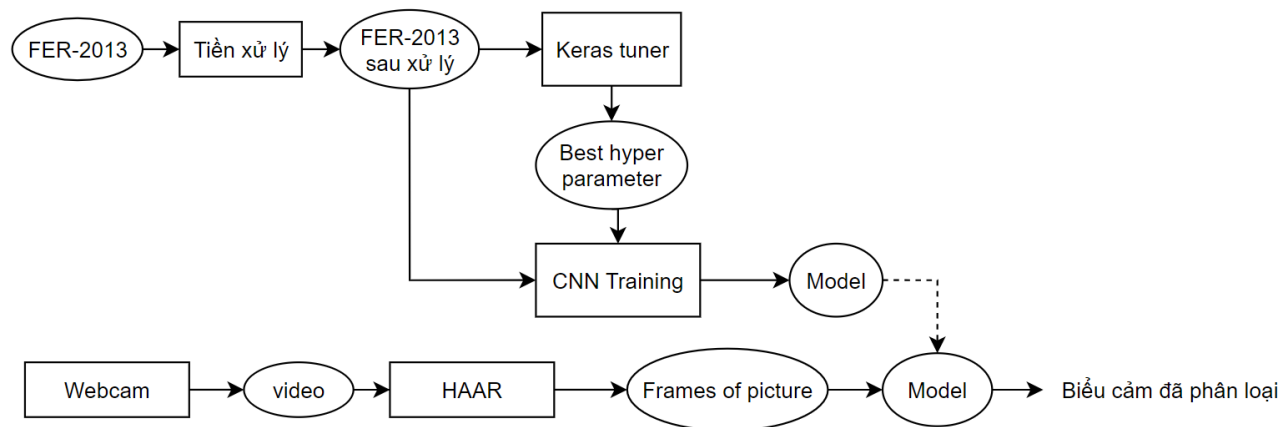 FER-2013
Tiền xử lý
FER-2013
sau xử lý
Keras tuner
Best hyper
parameter
CNN Training
Model
Webcam
video
HAAR
Frames of picture
Model
Biểu cảm đã phân loại